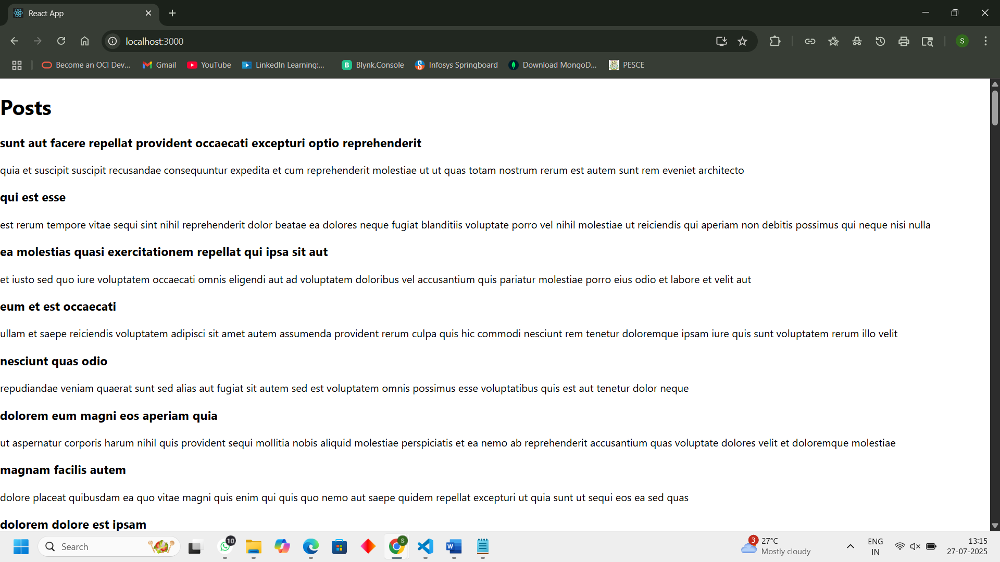 React App
localhost:3000
S
Become an OCI Dev...
Gmail
YouTube
LinkedIn Learning:...
Blynk.Console
Infosys Springboard
Download MongoD...
PESCE
Posts
sunt aut facere repellat provident occaecati excepturi optio reprehenderit
quia et suscipit suscipit recusandae consequuntur expedita et cum reprehenderit molestiae ut ut quas totam nostrum rerum est autem sunt rem eveniet architecto
qui est esse
est rerum tempore vitae sequi sint nihil reprehenderit dolor beatae ea dolores neque fugiat blanditiis voluptate porro vel nihil molestiae ut reiciendis qui aperiam non debitis possimus qui neque nisi nulla
ea molestias quasi exercitationem repellat qui ipsa sit aut
et iusto sed quo iure voluptatem occaecati omnis eligendi aut ad voluptatem doloribus vel accusantium quis pariatur molestiae porro eius odio et labore et velit aut
eum et est occaecati
ullam et saepe reiciendis voluptatem adipisci sit amet autem assumenda provident rerum culpa quis hic commodi nesciunt rem tenetur doloremque ipsam iure quis sunt voluptatem rerum illo velit
nesciunt quas odio
repudiandae veniam quaerat sunt sed alias aut fugiat sit autem sed est voluptatem omnis possimus esse voluptatibus quis est aut tenetur dolor neque
dolorem eum magni eos aperiam quia
ut aspernatur corporis harum nihil quis provident sequi mollitia nobis aliquid molestiae perspiciatis et ea nemo ab reprehenderit accusantium quas voluptate dolores velit et doloremque molestiae
magnam facilis autem
dolore placeat quibusdam ea quo vitae magni quis enim qui quis quo nemo aut saepe quidem repellat excepturi ut quia sunt ut sequi eos ea sed quas
dolorem dolore est ipsam
Search
10
S
3
27°C
Mostly cloudy
ENG
IN
13:15
27-07-2025